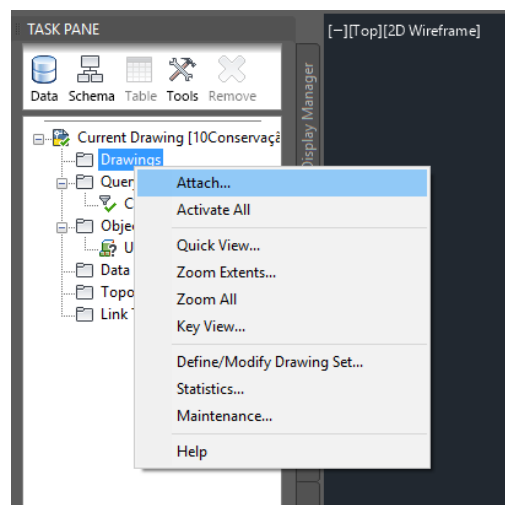 TASK PANE
[−][Top][2D Wireframe]
Data Schema Table Tools Remove
Display Manager
Current Drawing [10Conservaçã
Drawings
Quer
C
Objec
U
Data
Topo
Link T
Attach...
Activate All
Quick View...
Zoom Extents...
Zoom All
Key View...
Define/Modify Drawing Set...
Statistics...
Maintenance...
Help